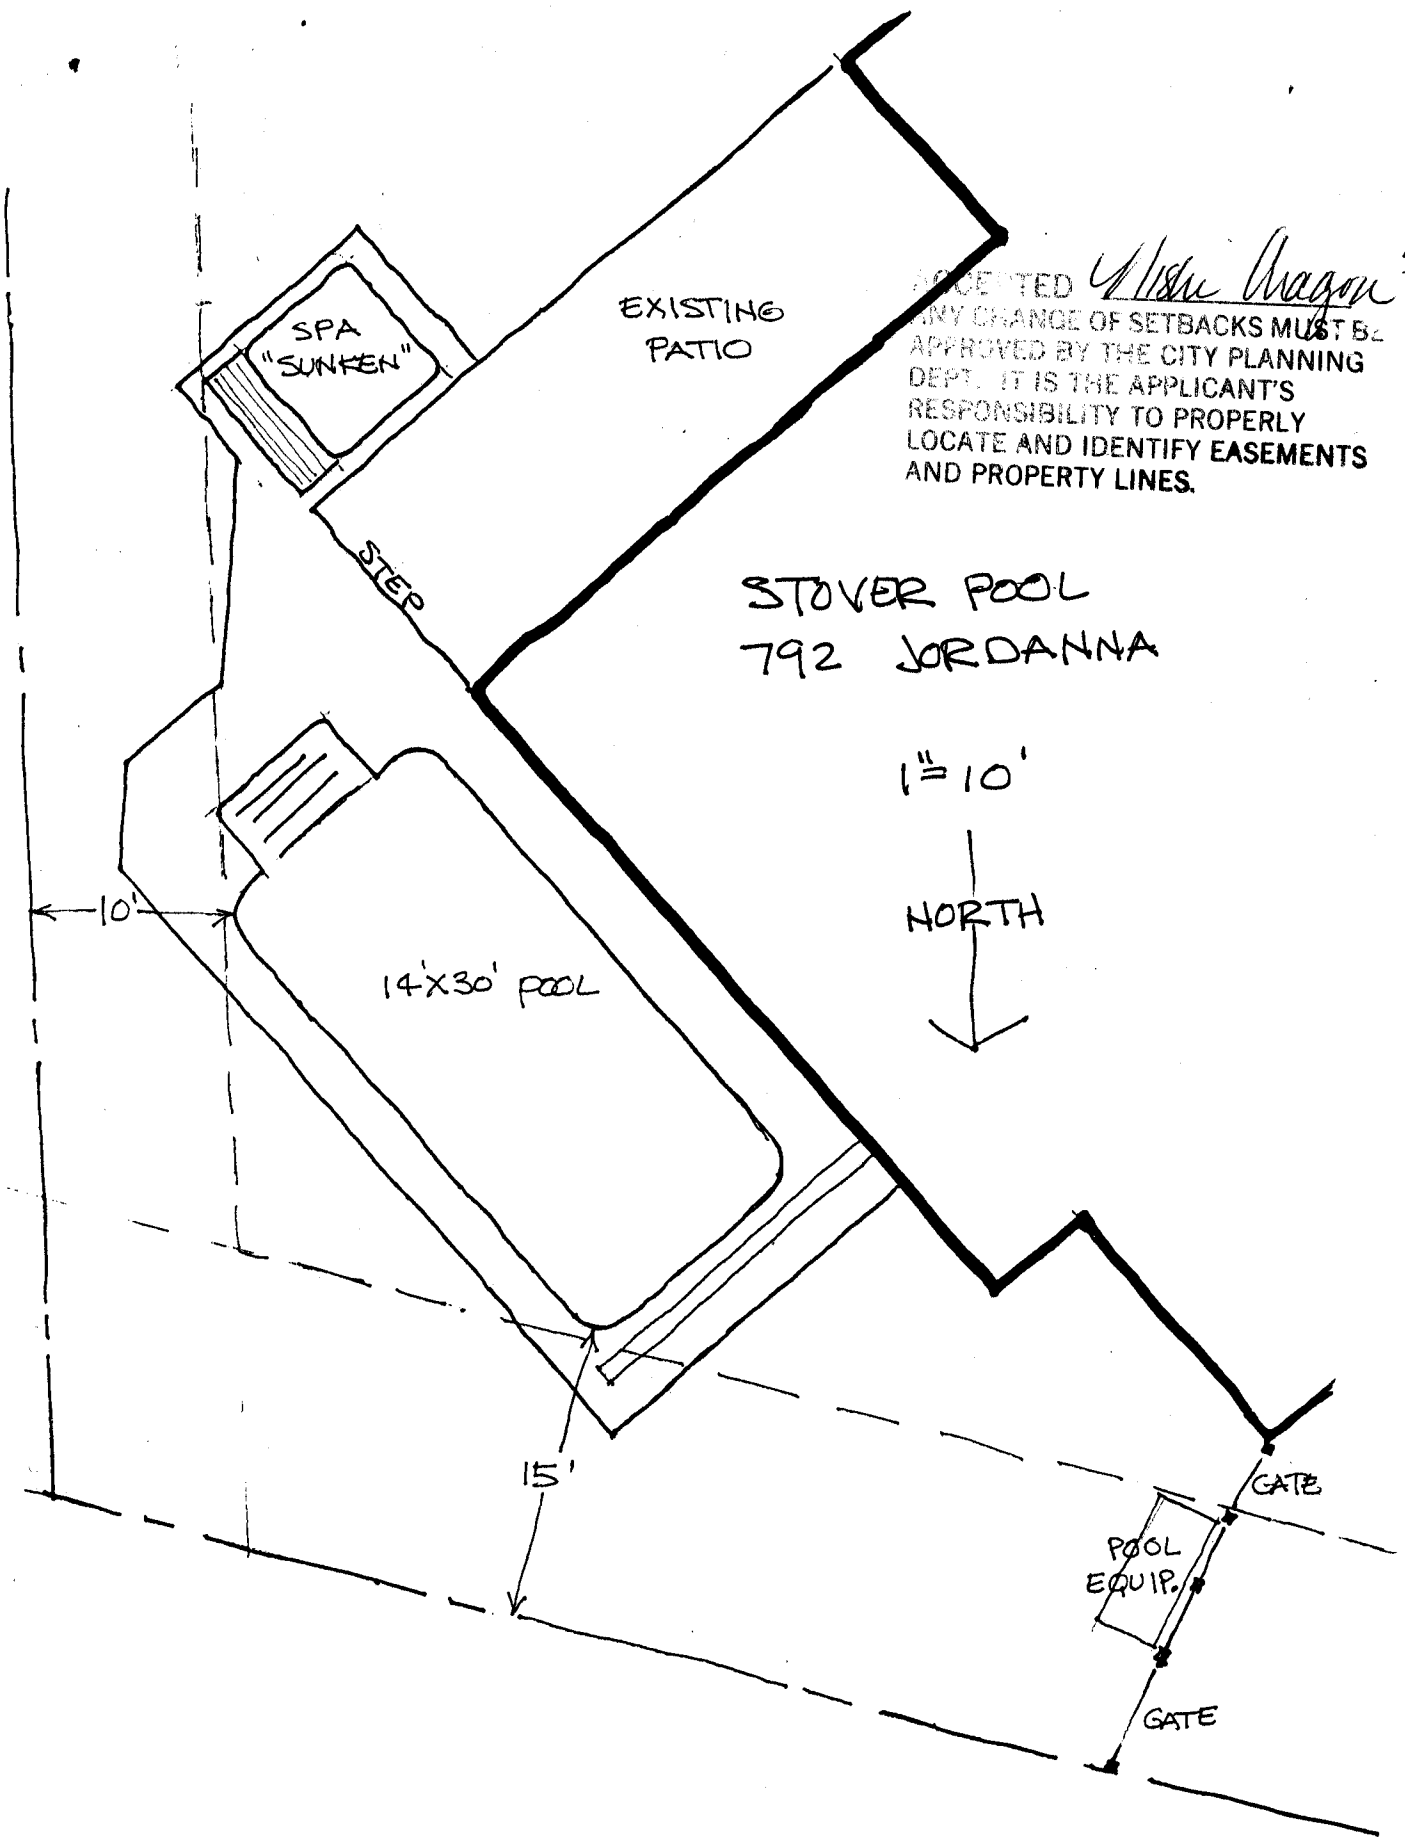 SPA
"SUNKEN"
EXISTING
PATIO
ACCEPTED
ANY CHANGE OF SETBACKS MUST BE
APPROVED BY THE CITY PLANNING
DEPT. IT IS THE APPLICANT'S
RESPONSIBILITY TO PROPERLY
LOCATE AND IDENTIFY EASEMENTS
AND PROPERTY LINES.
STEP
STOVER POOL
792 JORDANNA
1"=10'
NORTH
10'
14'X30' POOL
15'
GATE
POOL
EQUIP.
GATE